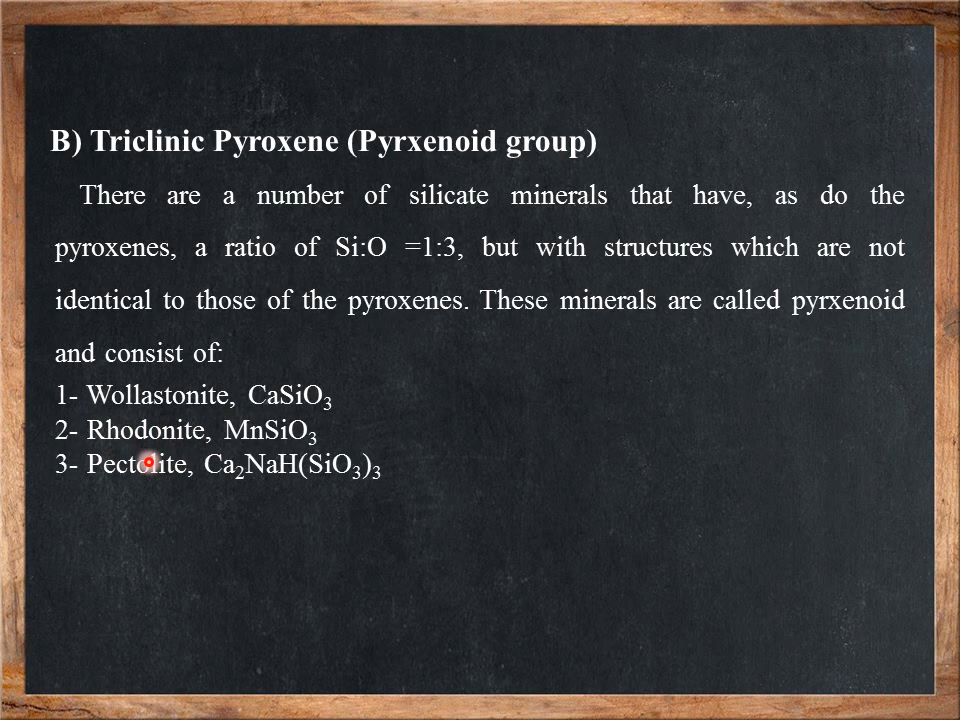 B) Triclinic Pyroxene (Pyrxenoid group)
There are a number of silicate minerals that have, as do the
pyroxenes, a ratio of Si:O =1:3, but with structures which are not
identical to those of the pyroxenes. These minerals are called pyrxenoid
and consist of:
1- Wollastonite, CaSiO₃
2- Rhodonite, MnSiO₃
3- Pectolite, Ca₂NaH(SiO₃)₃